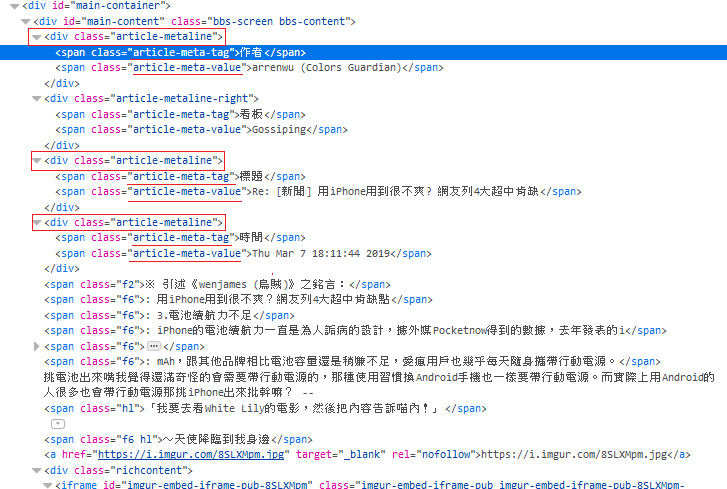 <div id="main-container">
<div id="main-content" class="bbs-screen bbs-content">
<div class="article-metaline">
<span class="article-meta-tag">作者</span>
<span class="article-meta-value">arrenwu (Colors Guardian)</span>
</div>
<div class="article-metaline-right">
<span class="article-meta-tag">看板</span>
<span class="article-meta-value">Gossiping</span>
</div>
<div class="article-metaline">
<span class="article-meta-tag">標題</span>
<span class="article-meta-value">Re: [新聞] 用iPhone用到很不爽? 網友列4大超中肯缺</span>
</div>
<div class="article-metaline">
<span class="article-meta-tag">時間</span>
<span class="article-meta-value">Thu Mar 7 18:11:44 2019</span>
</div>
<span class="f2">※ 引述《wenjames (烏賊)》之銘言：</span>
<span class="f6">: 用iPhone用到很不爽？網友列4大超中肯缺點</span>
<span class="f6">: 3.電池續航力不足</span>
<span class="f6">: iPhone的電池續航力一直是為人詬病的設計，據外媒Pocketnow得到的數據，去年發表的i</span>
<span class="f6"></span>
<span class="f6">: mAh，跟其他品牌相比電池容量還是稍嫌不足，愛瘋用戶也幾乎每天隨身攜帶行動電源。</span>
挑電池出來嘴我覺得還滿奇怪的會需要帶行動電源的，那種使用習慣換Android手機也一樣要帶行動電源。而實際上用Android的
人很多也會帶行動電源那挑iPhone出來批幹嘛？ --
<span class="hl">「我要去看White Lily的電影，然後把內容告訴喵內！」</span>
<span class="f6 hl">～天使降臨到我身邊</span>
<a href="https://i.imgur.com/8SLXMpm.jpg" target="_blank" rel="nofollow">https://i.imgur.com/8SLXMpm.jpg</a>
<div class="richcontent">
<iframe id="imgur-embed-iframe-pub-8SLXMpm" class="imgur-embed-iframe-pub imgur-embed-iframe-pub-8SLXMpm-